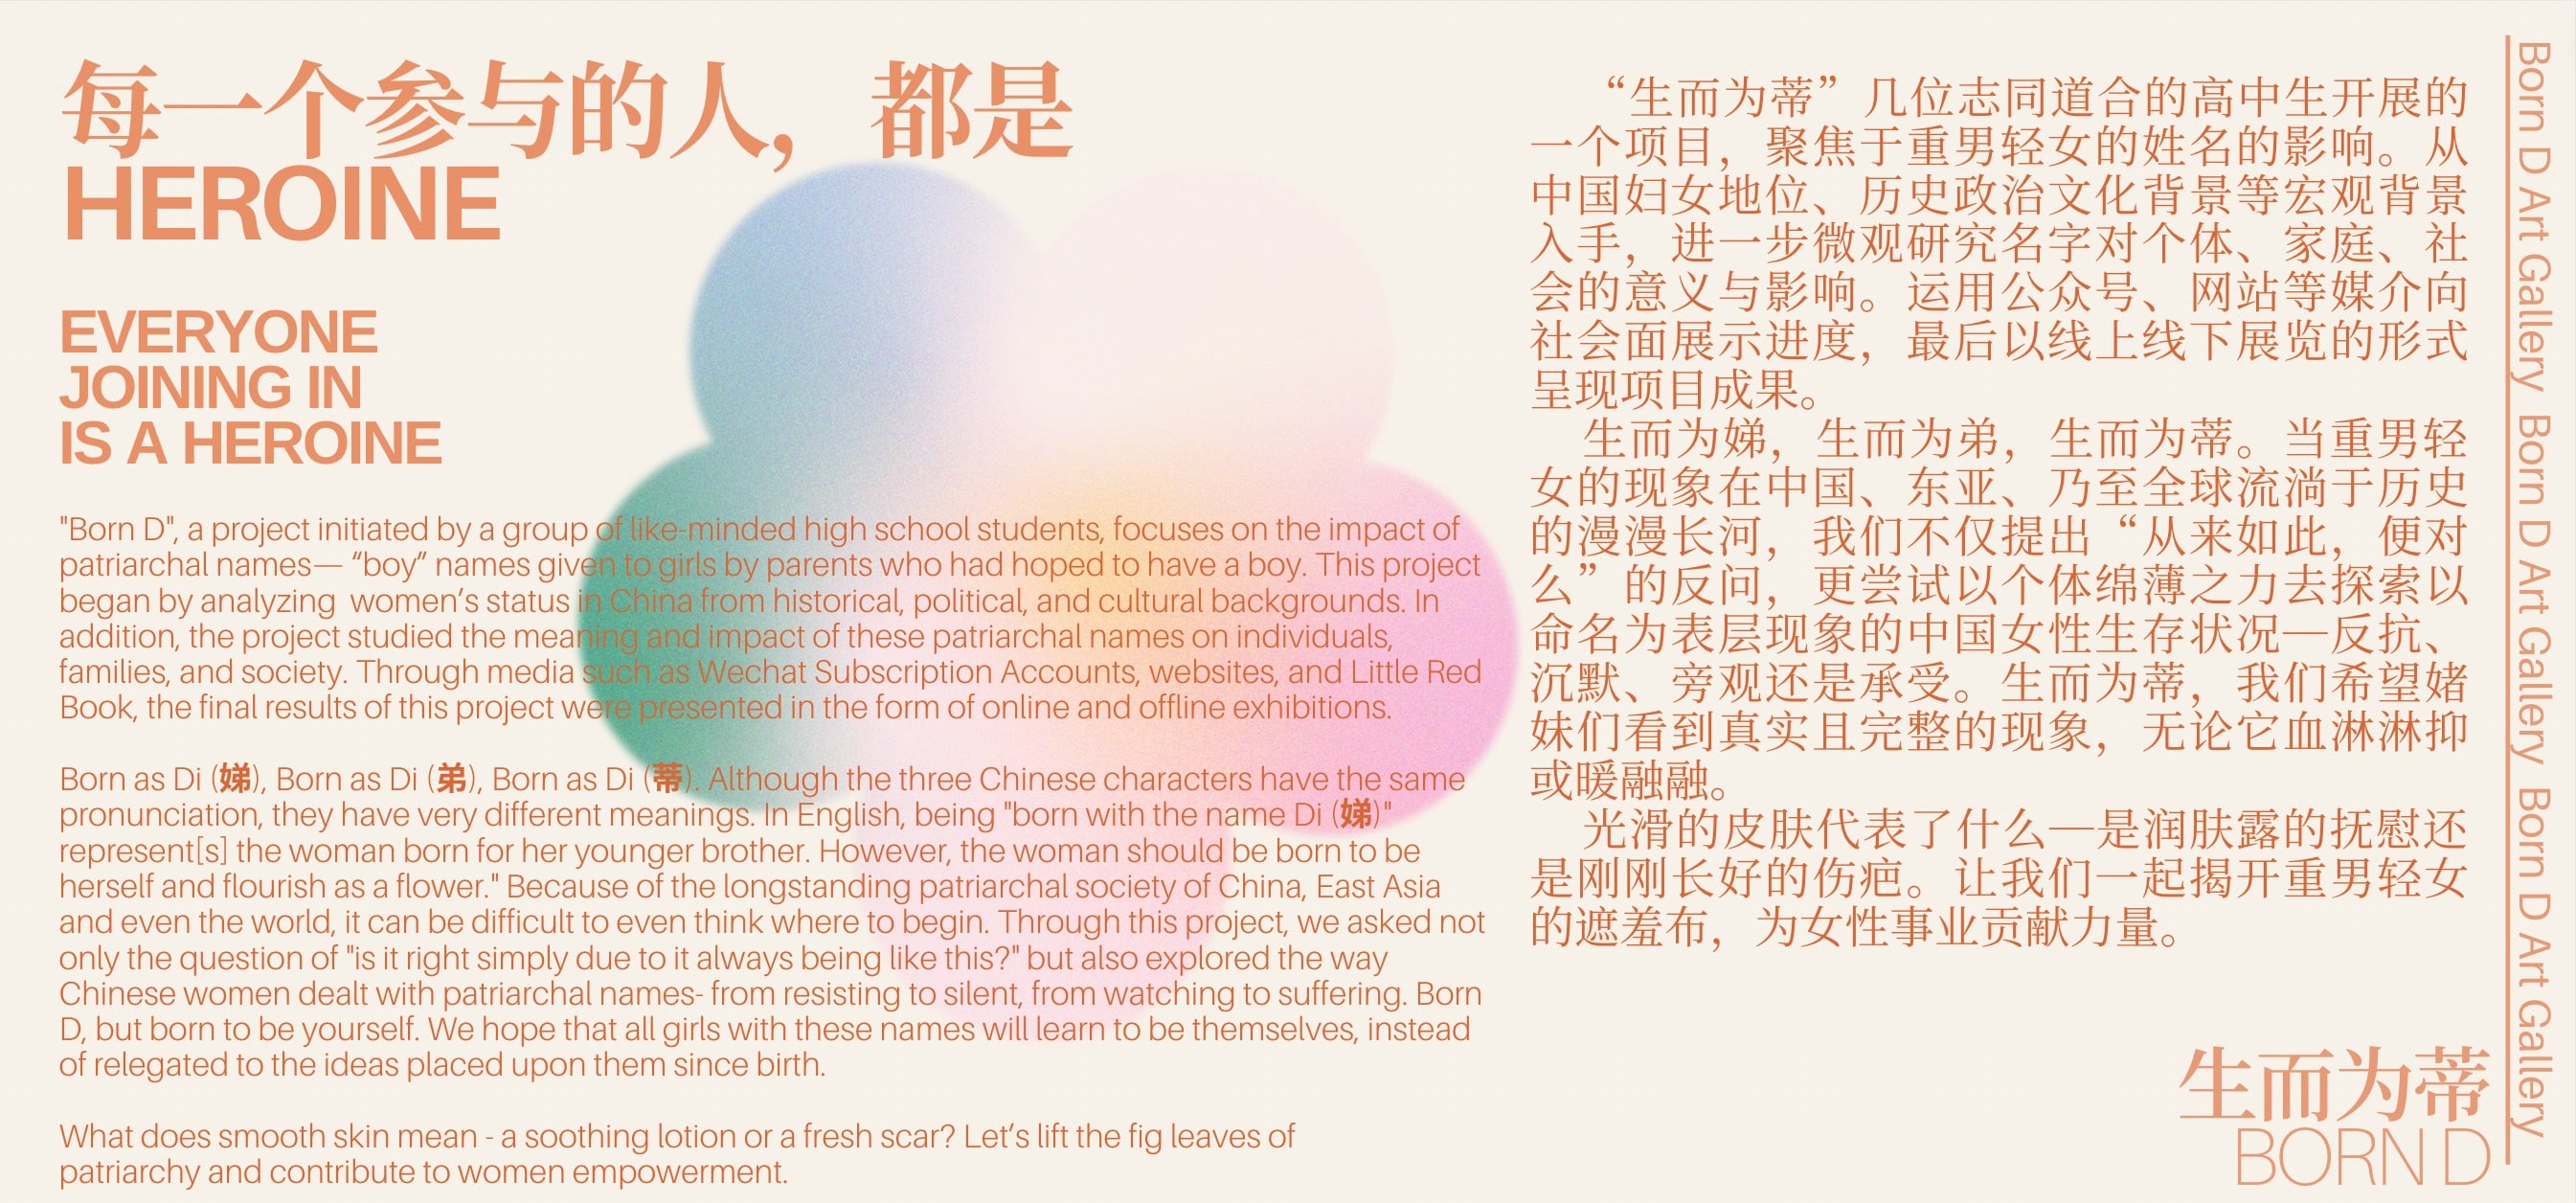 每一个参与的人，都是
HEROINE
EVERYONE
JOINING IN
IS A HEROINE
"Born D", a project initiated by a group of like-minded high school students, focuses on the impact of
patriarchal names— “boy” names given to girls by parents who had hoped to have a boy. This project
began by analyzing  women’s status in China from historical, political, and cultural backgrounds. In
addition, the project studied the meaning and impact of these patriarchal names on individuals,
families, and society. Through media such as Wechat Subscription Accounts, websites, and Little Red
Book, the final results of this project were presented in the form of online and offline exhibitions.
Born as Di (娣), Born as Di (弟), Born as Di (蒂). Although the three Chinese characters have the same
pronunciation, they have very different meanings. In English, being "born with the name Di (娣)"
represent[s] the woman born for her younger brother. However, the woman should be born to be
herself and flourish as a flower." Because of the longstanding patriarchal society of China, East Asia
and even the world, it can be difficult to even think where to begin. Through this project, we asked not
only the question of "is it right simply due to it always being like this?" but also explored the way
Chinese women dealt with patriarchal names- from resisting to silent, from watching to suffering. Born
D, but born to be yourself. We hope that all girls with these names will learn to be themselves, instead
of relegated to the ideas placed upon them since birth.
What does smooth skin mean - a soothing lotion or a fresh scar? Let’s lift the fig leaves of
patriarchy and contribute to women empowerment.
“生而为蒂”几位志同道合的高中生开展的
一个项目，聚焦于重男轻女的姓名的影响。从
中国妇女地位、历史政治文化背景等宏观背景
入手，进一步微观研究名字对个体、家庭、社
会的意义与影响。运用公众号、网站等媒介向
社会面展示进度，最后以线上线下展览的形式
呈现项目成果。
生而为娣，生而为弟，生而为蒂。当重男轻
女的现象在中国、东亚、乃至全球流淌于历史
的漫漫长河，我们不仅提出“从来如此，便对
么”的反问，更尝试以个体绵薄之力去探索以
命名为表层现象的中国女性生存状况—反抗、
沉默、旁观还是承受。生而为蒂，我们希望媎
妹们看到真实且完整的现象，无论它血淋淋抑
或暖融融。
光滑的皮肤代表了什么—是润肤露的抚慰还
是刚刚长好的伤疤。让我们一起揭开重男轻女
的遮羞布，为女性事业贡献力量。
生而为蒂
BORN D
Born D Art Gallery Born D Art Gallery Born D Art Gallery